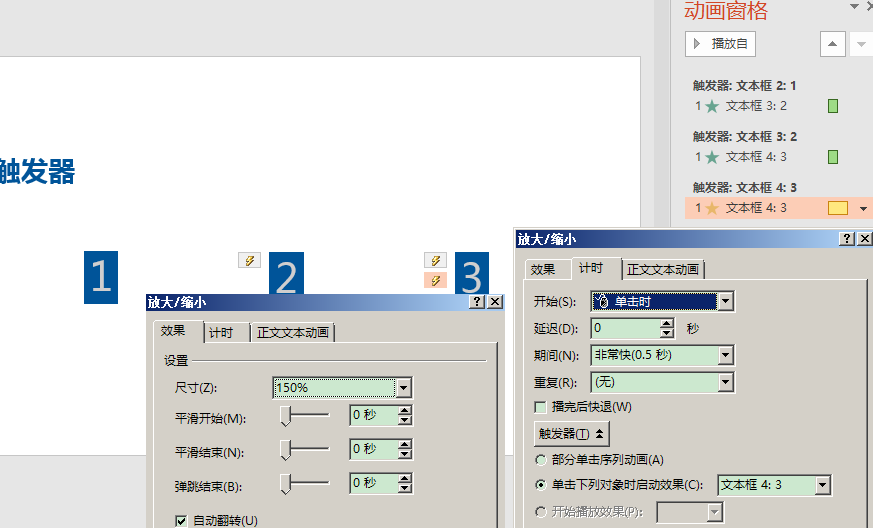 动画窗格
播放自
触发器: 文本框 2: 1
1 文本框 3: 2
触发器: 文本框 3: 2
1 文本框 4: 3
触发器: 文本框 4: 3
1 文本框 4: 3
触发器
1
2
3
放大/缩小
效果
计时
正文文本动画
设置
尺寸(Z):
150%
平滑开始(M):
0 秒
平滑结束(N):
0 秒
弹跳结束(B):
0 秒
自动翻转(U)
放大/缩小
效果
计时
正文文本动画
开始(S):
单击时
延迟(D):
0
秒
期间(N):
非常快(0.5 秒)
重复(R):
(无)
播完后快退(W)
触发器(T)
部分单击序列动画(A)
单击下列对象时启动效果(C):
文本框 4: 3
开始播放效果(P):